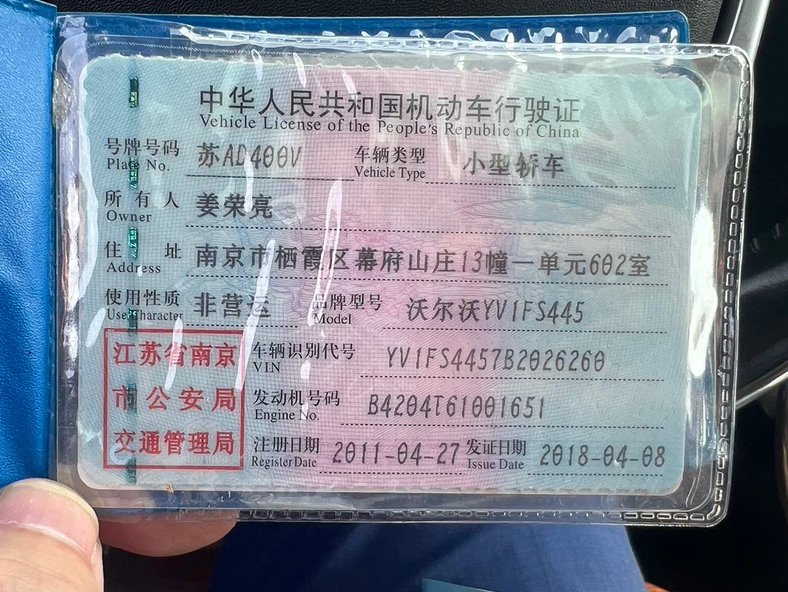 中华人民共和国机动车行驶证
Vehicle License of the People's Republic of China
号牌号码 苏AD400V 车辆类型 小型轿车
Plate No. Vehicle Type
所有人 姜荣亮
Owner
住址 南京市栖霞区幕府山庄13幢一单元602室
Address
使用性质 非营运 品牌型号 沃尔沃YV1FS445
Use Character Model
江苏省南京
市公安局
交通管理局
车辆识别代号 YV1FS4457B2026260
VIN
发动机号码 B4204T61001651
Engine No.
注册日期 2011-04-27 发证日期 2018-04-08
Register Date Issue Date